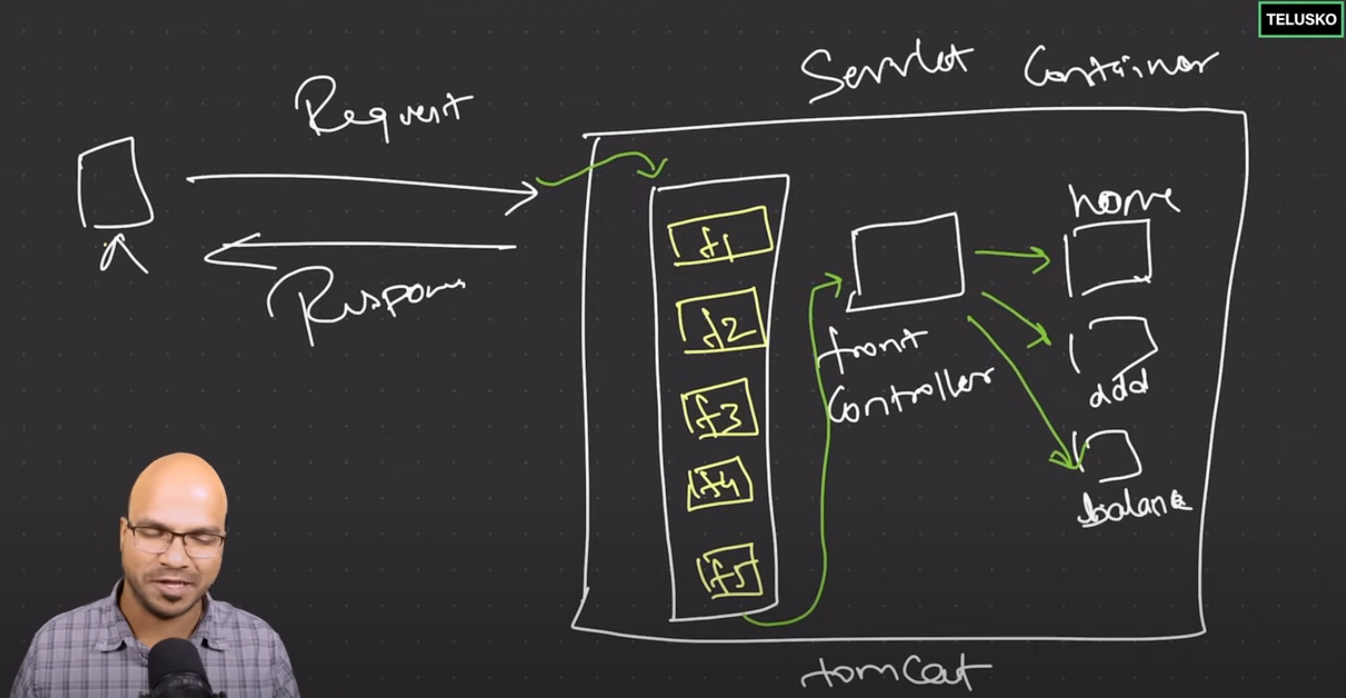 TELUSKO
Servlet Container
Request
Response
f1
f2
f3
f4
f5
front
Controller
home
add
balance
tomcat